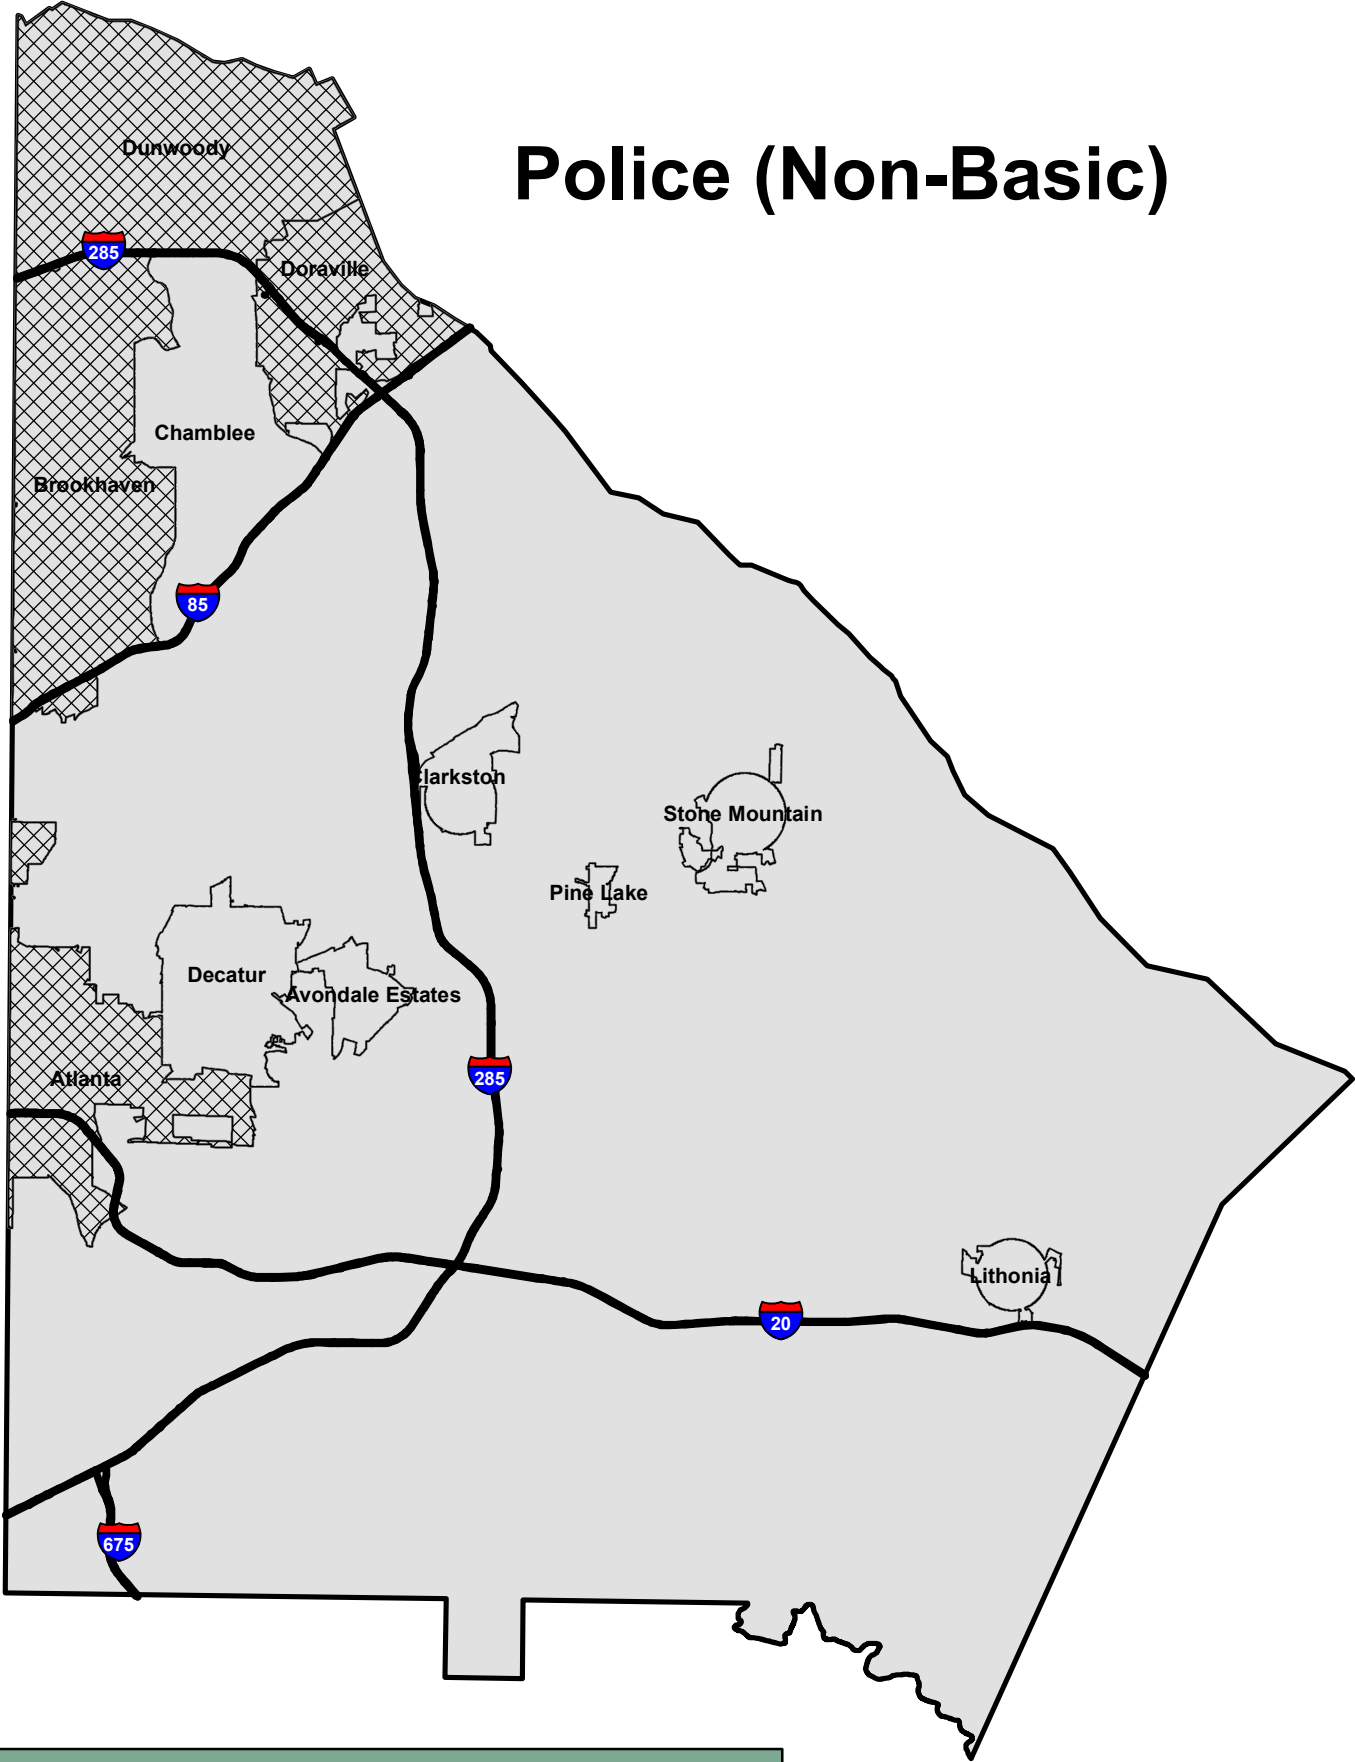 Police (Non-Basic)
Dunwoody
285
Doraville
Chamblee
Brookhaven
85
Clarkston
Stone Mountain
Pine Lake
Decatur
Avondale Estates
Atlanta
285
Lithonia
20
675